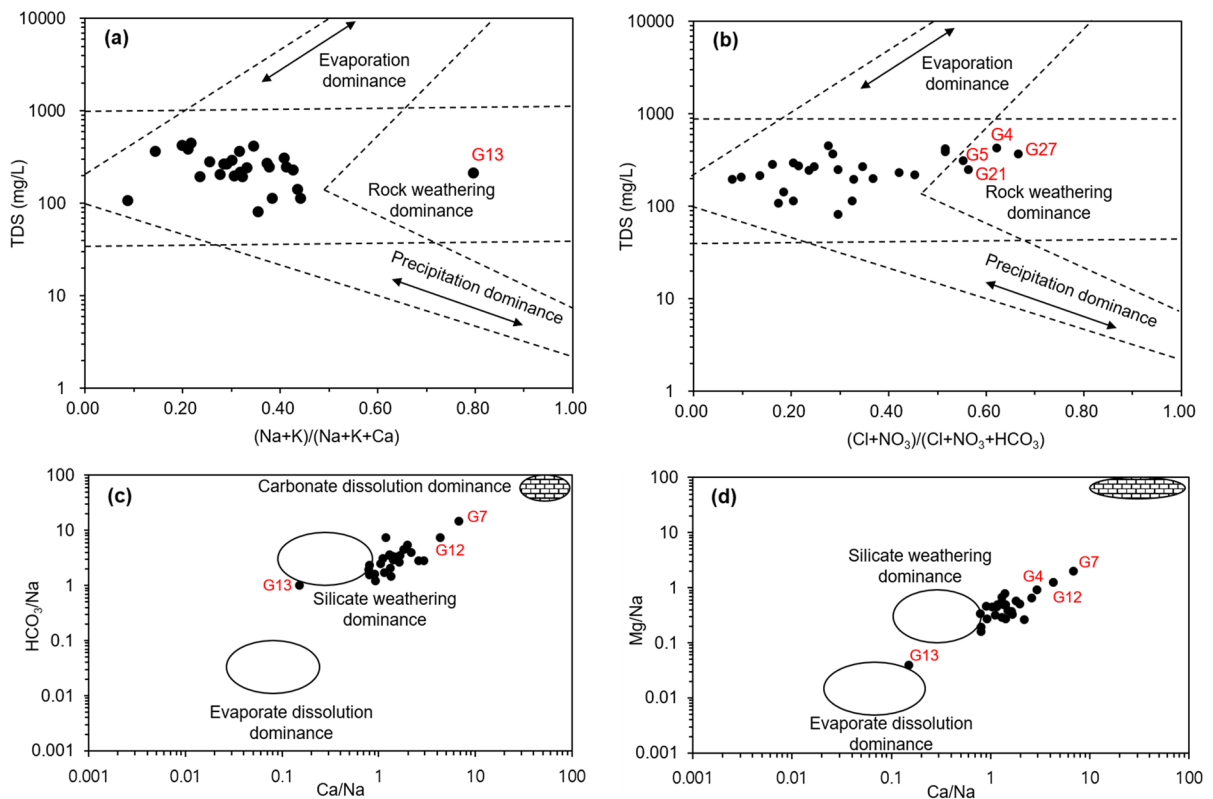 (a)
10000
1000
100
10
1
TDS (mg/L)
Evaporation
dominance
G13
Rock weathering
dominance
Precipitation dominance
0.00 0.20 0.40 0.60 0.80 1.00
(Na+K)/(Na+K+Ca)
(b)
10000
1000
100
10
1
TDS (mg/L)
Evaporation
dominance
G4
G5
G27
G21
Rock weathering
dominance
Precipitation dominance
0.00 0.20 0.40 0.60 0.80 1.00
(Cl+NO₃)/(Cl+NO₃+HCO₃)
(c)
100
10
1
0.1
0.01
0.001
HCO₃/Na
Carbonate dissolution dominance
G7
G12
G13
Silicate weathering
dominance
Evaporate dissolution
dominance
0.001 0.01 0.1 1 10 100
Ca/Na
(d)
100
10
1
0.1
0.01
0.001
Mg/Na
Silicate weathering
dominance
G4
G7
G12
G13
Evaporate dissolution
dominance
0.001 0.01 0.1 1 10 100
Ca/Na